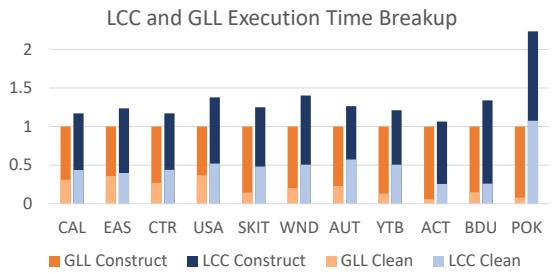 LCC and GLL Execution Time Breakup
2
1.5
1
0.5
0
CAL EAS CTR USA SKIT WND AUT YTB ACT BDU POK
GLL Construct LCC Construct GLL Clean LCC Clean